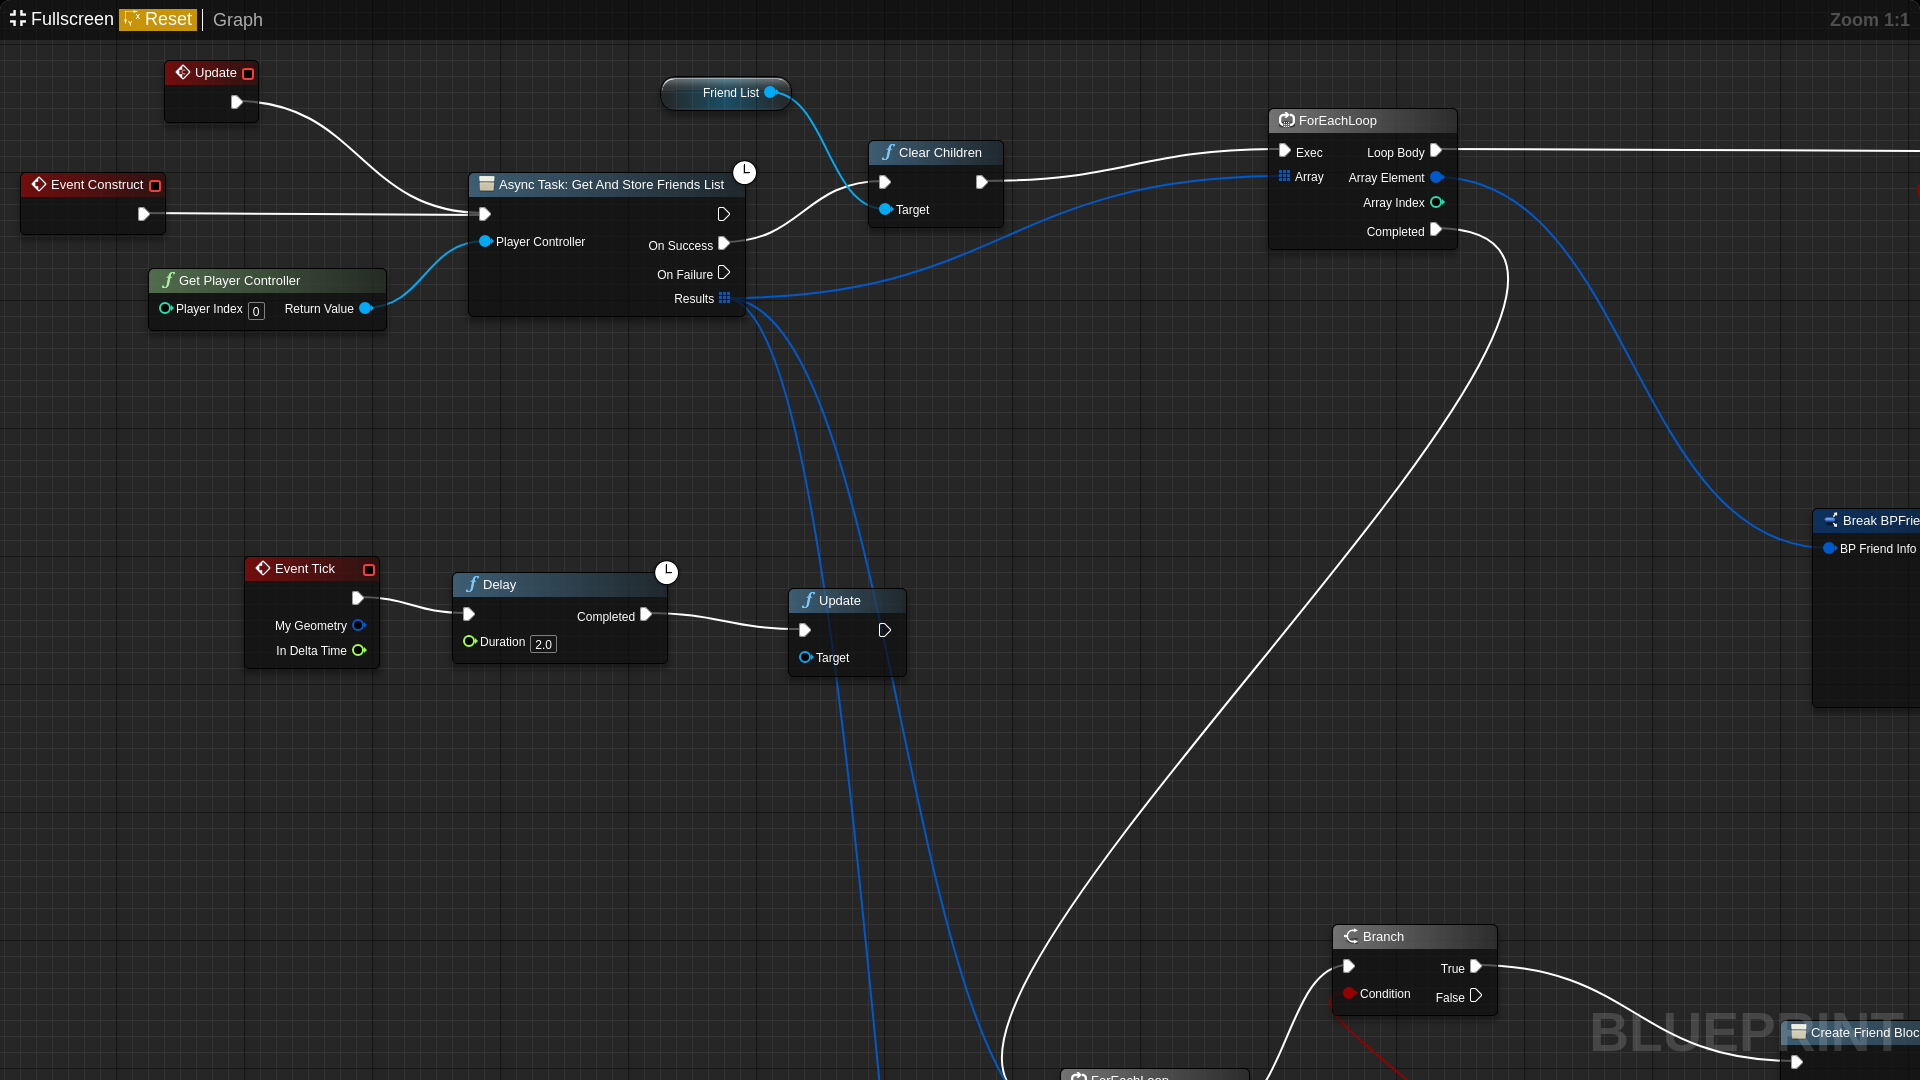 Fullscreen Reset Graph Zoom 1:1
Update
Friend List
ForEachLoop
Exec Loop Body
Array Array Element
Array Index
Completed
Clear Children
Target
Event Construct
Async Task: Get And Store Friends List
Player Controller On Success
On Failure
Results
Get Player Controller
Player Index 0 Return Value
Break BPFrie
BP Friend Info
Event Tick
My Geometry
In Delta Time
Delay
Completed
Duration 2.0
Update
Target
Branch
True
Condition False
BLUEPRINT
Create Friend Bloc
ForEachLoop